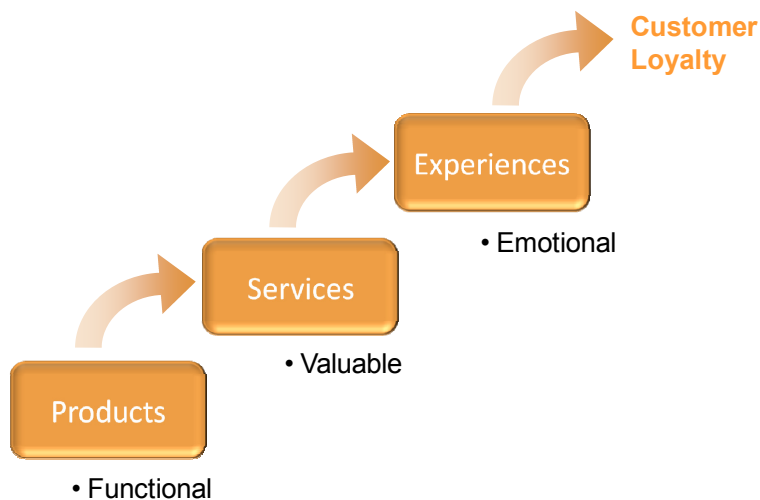 Customer
Loyalty
Experiences
• Emotional
Services
• Valuable
Products
• Functional